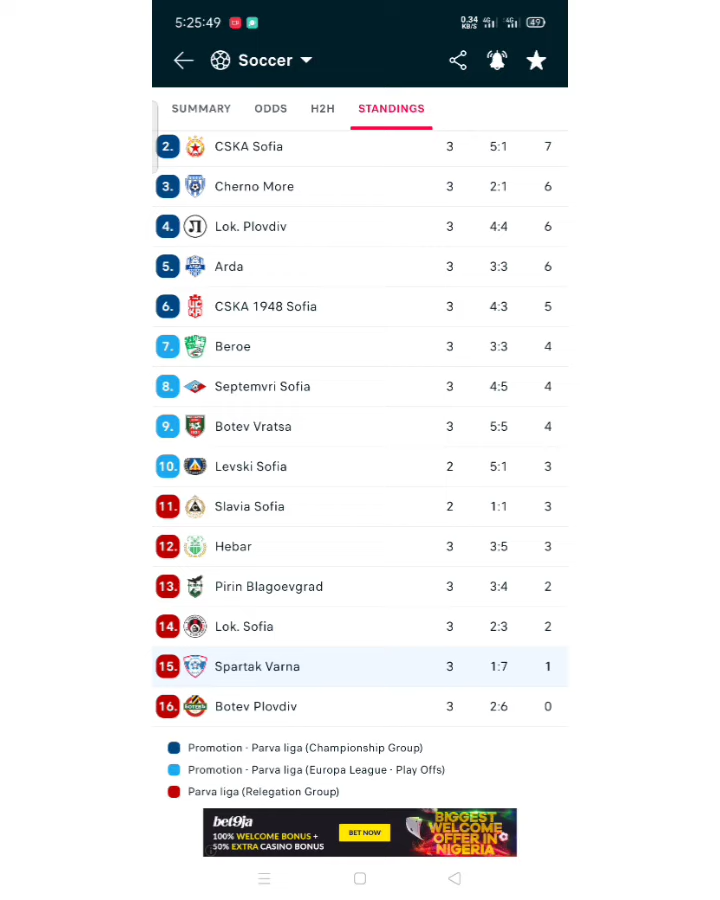 5:25:49 0.34 KB/S 4G 4G 49
Soccer
SUMMARY ODDS H2H STANDINGS
2. CSKA Sofia 3 5:1 7
3. Cherno More 3 2:1 6
4. Lok. Plovdiv 3 4:4 6
5. Arda 3 3:3 6
6. CSKA 1948 Sofia 3 4:3 5
7. Beroe 3 3:3 4
8. Septemvri Sofia 3 4:5 4
9. Botev Vratsa 3 5:5 4
10. Levski Sofia 2 5:1 3
11. Slavia Sofia 2 1:1 3
12. Hebar 3 3:5 3
13. Pirin Blagoevgrad 3 3:4 2
14. Lok. Sofia 3 2:3 2
15. Spartak Varna 3 1:7 1
16. Botev Plovdiv 3 2:6 0
Promotion - Parva liga (Championship Group)
Promotion - Parva liga (Europa League - Play Offs)
Parva liga (Relegation Group)
bet9ja
100% WELCOME BONUS +
50% EXTRA CASINO BONUS
BET NOW
BIGGEST
WELCOME
OFFER IN
NIGERIA